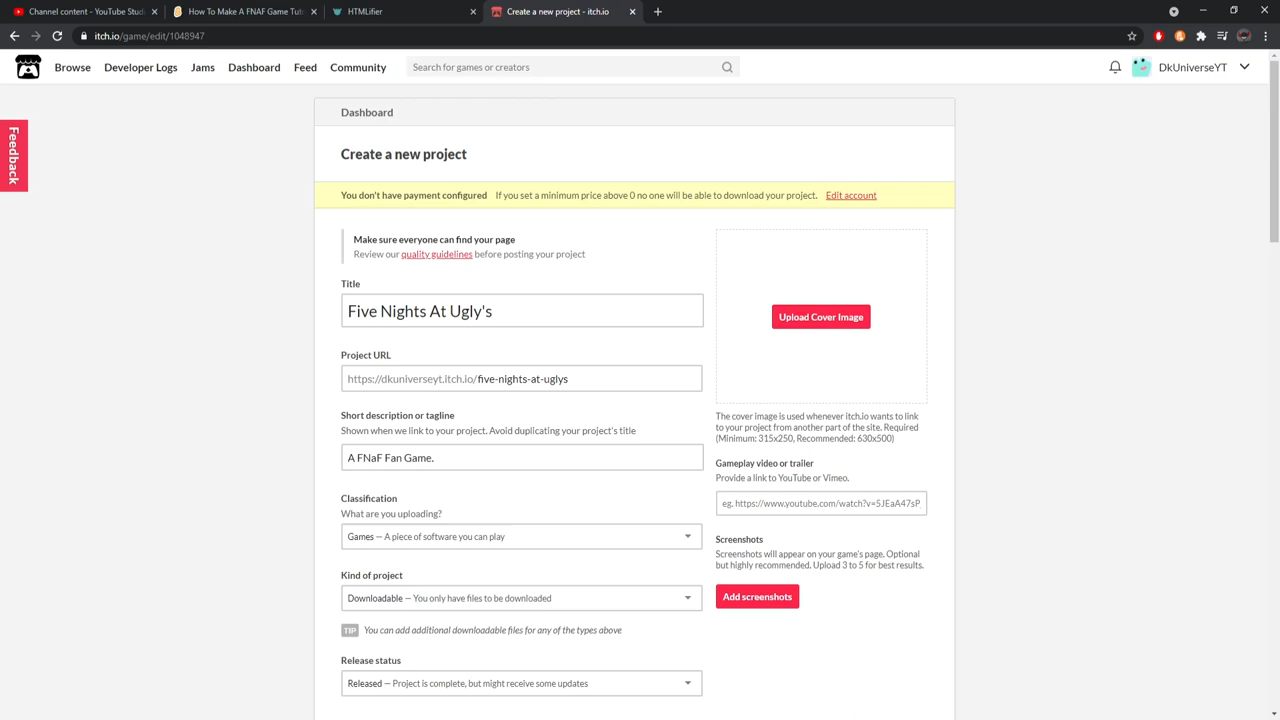 Channel content - YouTube Stud
How To Make A FNAF Game Tut
HTMLifier
Create a new project - itch.io
itch.io/game/edit/1048947
Browse
Developer Logs
Jams
Dashboard
Feed
Community
Search for games or creators
DkUniverseYT
Feedback
Dashboard
Create a new project
You don't have payment configured If you set a minimum price above 0 no one will be able to download your project. Edit account
Make sure everyone can find your page
Review our quality guidelines before posting your project
Title
Five Nights At Ugly's
Project URL
https://dkuniverseyt.itch.io/five-nights-at-uglys
Short description or tagline
Shown when we link to your project. Avoid duplicating your project's title
A FNaF Fan Game.
Classification
What are you uploading?
Games — A piece of software you can play
Kind of project
Downloadable — You only have files to be downloaded
TIP You can add additional downloadable files for any of the types above
Release status
Released — Project is complete, but might receive some updates
Upload Cover Image
The cover image is used whenever itch.io wants to link
to your project from another part of the site. Required
(Minimum: 315x250, Recommended: 630x500)
Gameplay video or trailer
Provide a link to YouTube or Vimeo.
eg. https://www.youtube.com/watch?v=5JEaA47sP
Screenshots
Screenshots will appear on your game's page. Optional
but highly recommended. Upload 3 to 5 for best results.
Add screenshots